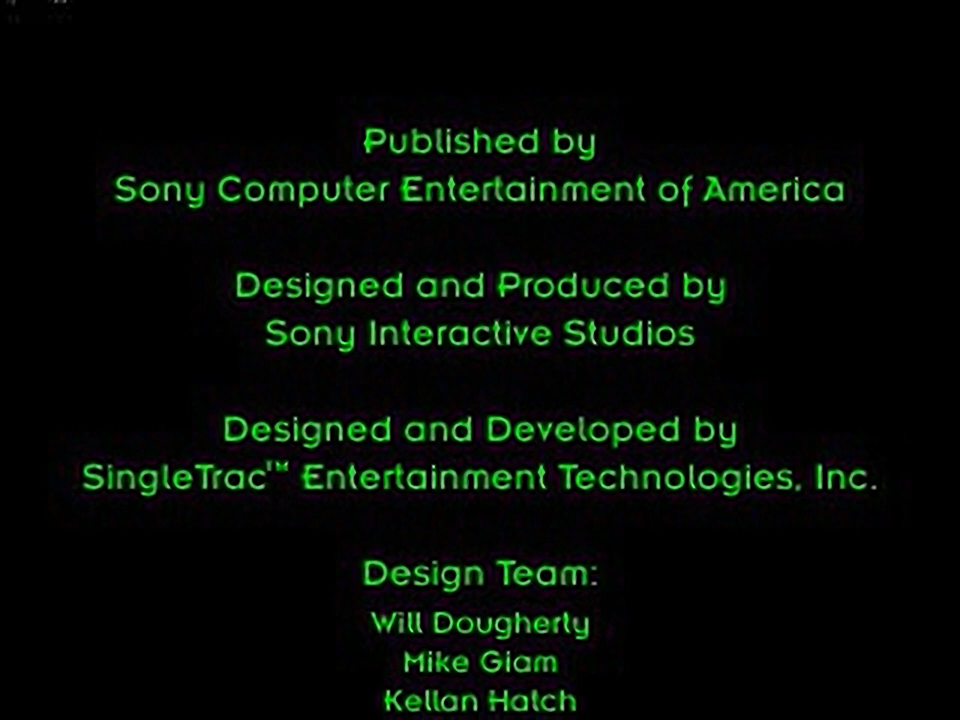 Published by
Sony Computer Entertainment of America
Designed and Produced by
Sony Interactive Studios
Designed and Developed by
SingleTrac™ Entertainment Technologies, Inc.
Design Team:
Will Dougherty
Mike Giam
Kellan Hatch